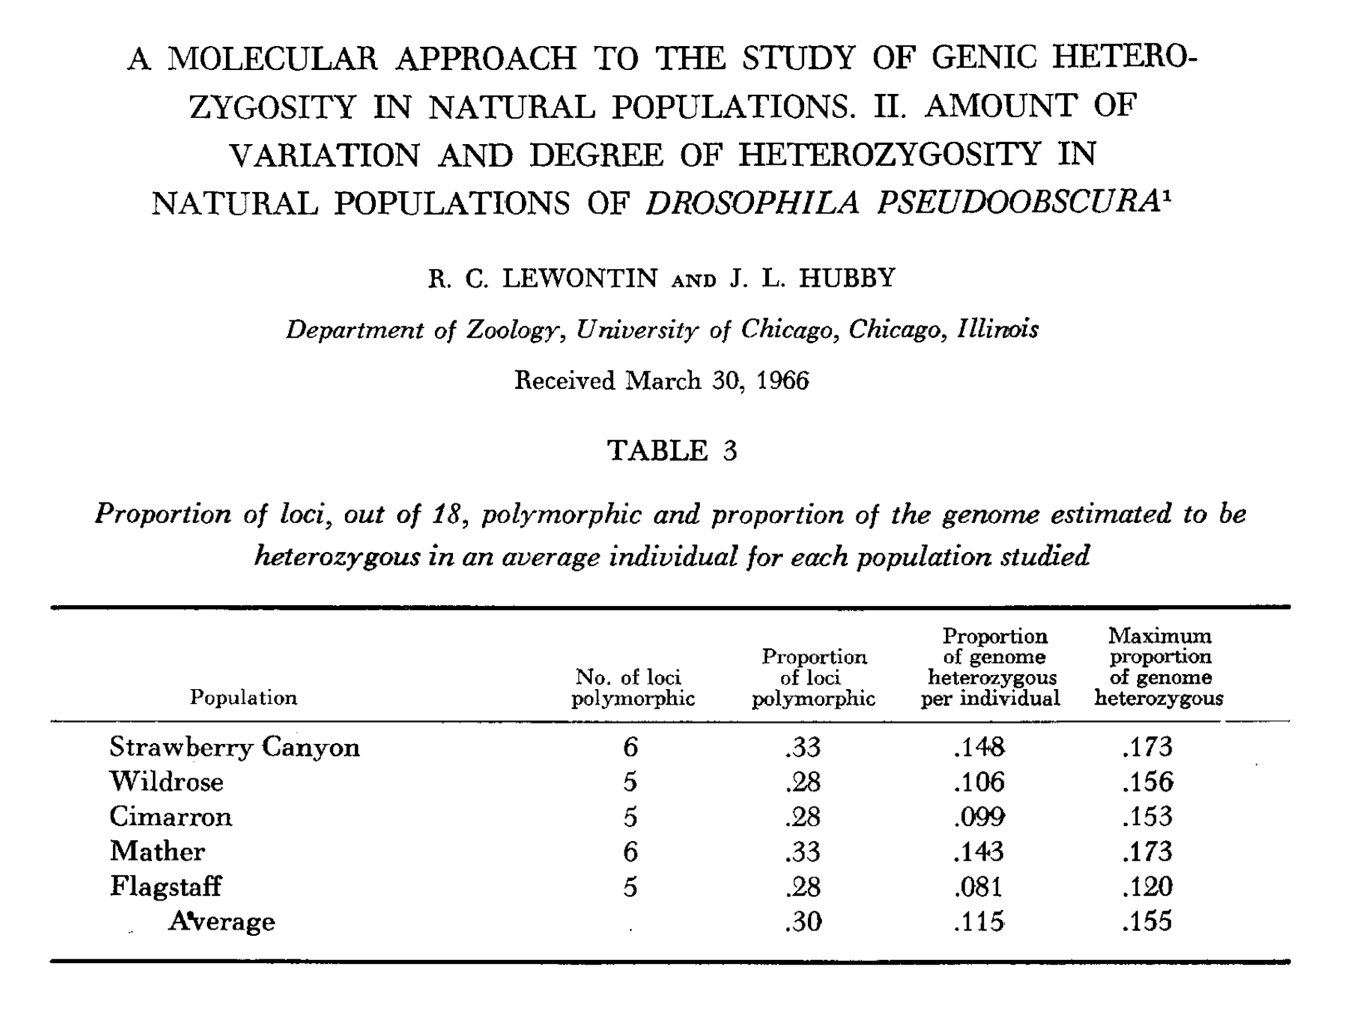 A MOLECULAR APPROACH TO THE STUDY OF GENIC HETERO-
ZYGOSITY IN NATURAL POPULATIONS. II. AMOUNT OF
VARIATION AND DEGREE OF HETEROZYGOSITY IN
NATURAL POPULATIONS OF DROSOPHILA PSEUDOOBSCURA¹
R. C. LEWONTIN AND J. L. HUBBY
Department of Zoology, University of Chicago, Chicago, Illinois
Received March 30, 1966
TABLE 3
Proportion of loci, out of 18, polymorphic and proportion of the genome estimated to be
heterozygous in an average individual for each population studied
Population
No. of loci
polymorphic
Proportion
of loci
polymorphic
Proportion
of genome
heterozygous
per individual
Maximum
proportion
of genome
heterozygous
Strawberry Canyon 6 .33 .148 .173
Wildrose 5 .28 .106 .156
Cimarron 5 .28 .099 .153
Mather 6 .33 .143 .173
Flagstaff 5 .28 .081 .120
Average .30 .115 .155